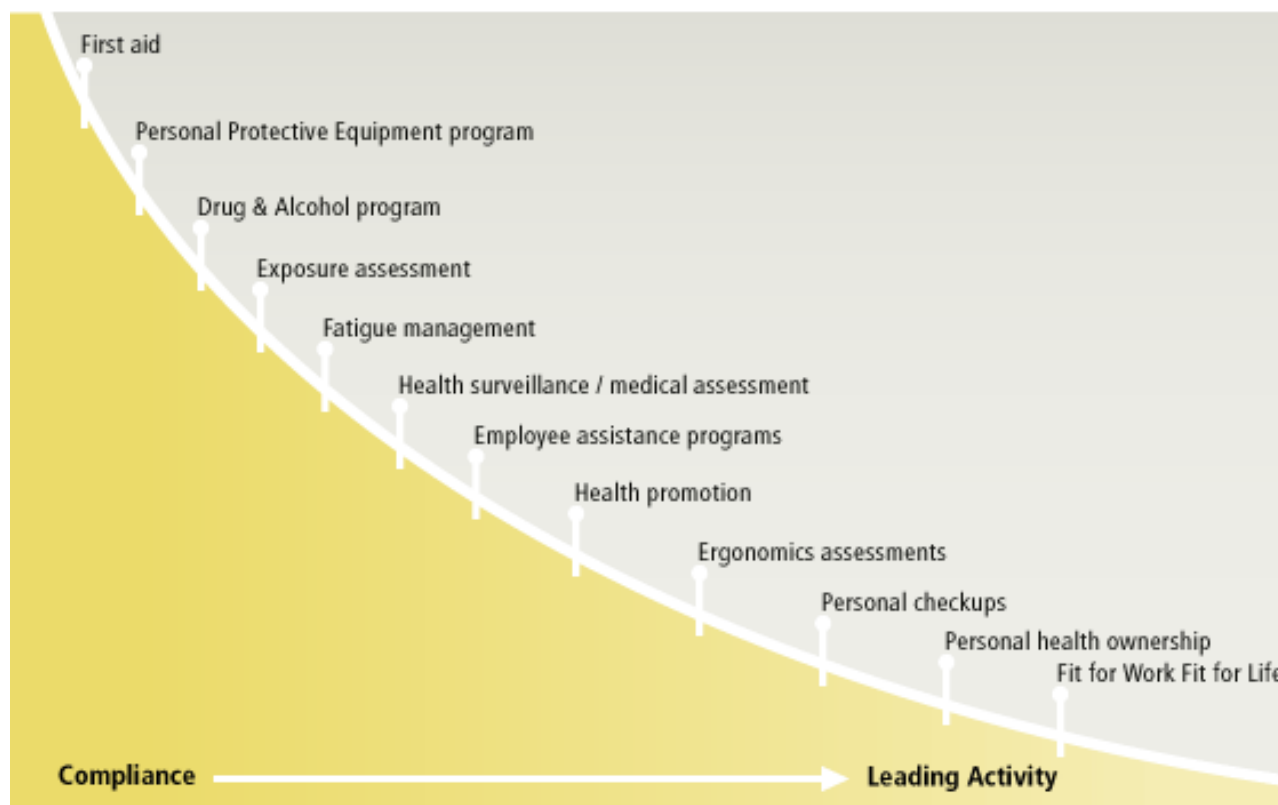 First aid
Personal Protective Equipment program
Drug & Alcohol program
Exposure assessment
Fatigue management
Health surveillance / medical assessment
Employee assistance programs
Health promotion
Ergonomics assessments
Personal checkups
Personal health ownership
Fit for Work Fit for Life
Compliance
Leading Activity